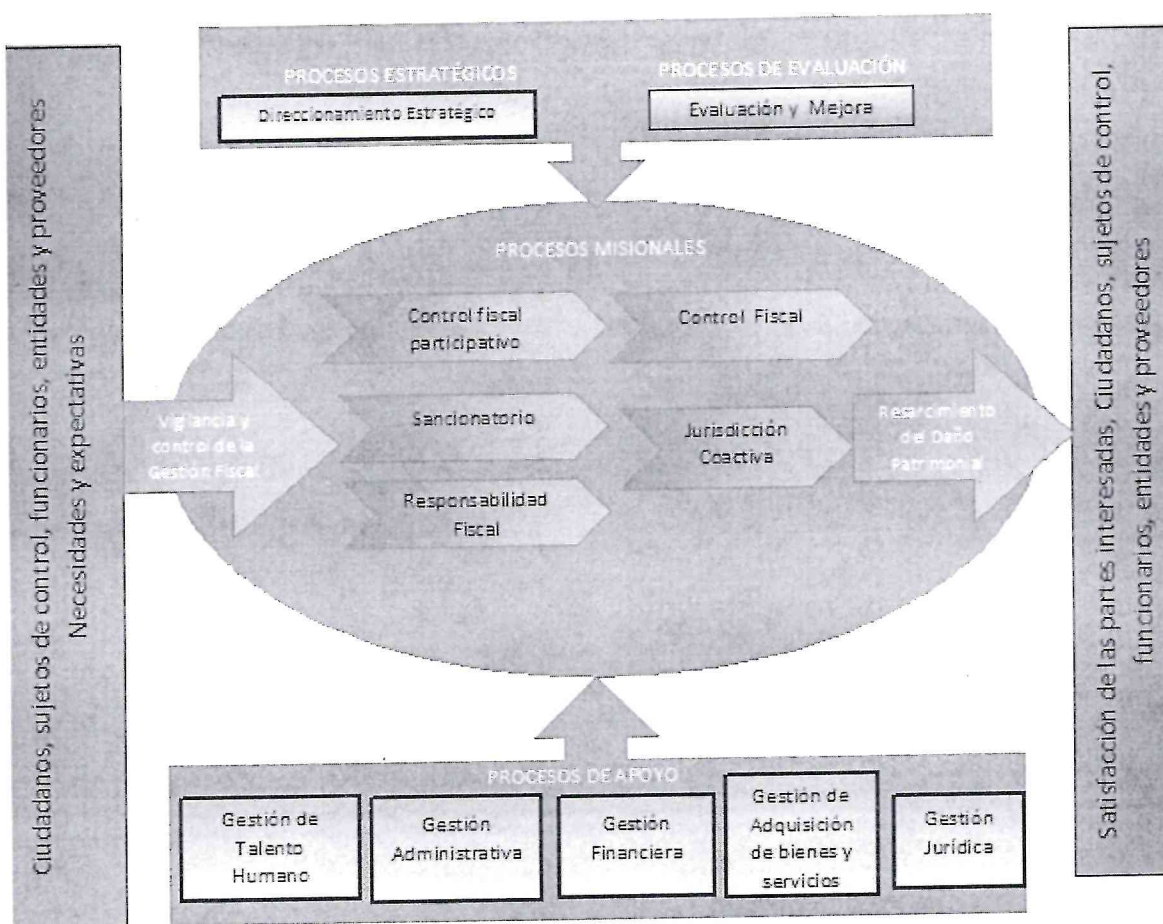 Ciudadanos, sujetos de control, funcionarios, entidades y proveedores
Necesidades y expectativas
PROCESOS ESTRATÉGICOS
Direccionamiento Estratégico
PROCESOS DE EVALUACIÓN
Evaluación y Mejora
PROCESOS MISIONALES
Vigilancia y
control de la
Gestión Fiscal
Control fiscal
participativo
Control Fiscal
Sancionatorio
Jurisdicción
Coactiva
Responsabilidad
Fiscal
Resarcimiento
del Daño
Patrimonial
PROCESOS DE APOYO
Gestión de
Talento
Humano
Gestión
Administrativa
Gestión
Financiera
Gestión de
Adquisición
de bienes y
servicios
Gestión
Jurídica
Satisfacción de las partes interesadas, Ciudadanos, sujetos de control,
funcionarios, entidades y proveedores